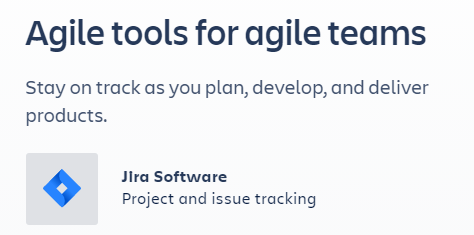 Agile tools for agile teams
Stay on track as you plan, develop, and deliver
products.
JIra Software
Project and issue tracking